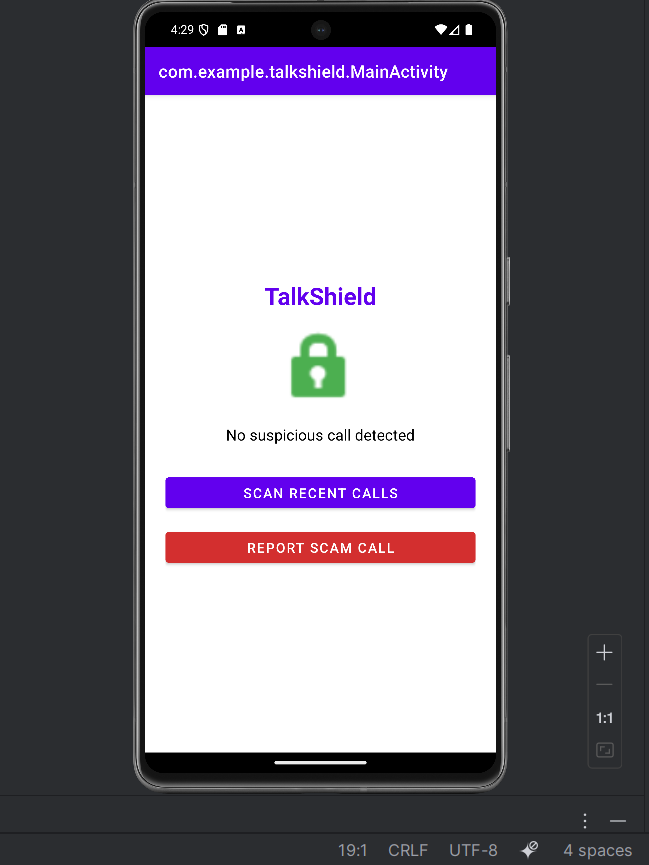 4:29
com.example.talkshield.MainActivity
TalkShield
No suspicious call detected
SCAN RECENT CALLS
REPORT SCAM CALL
1:1
19:1 CRLF UTF-8 4 spaces